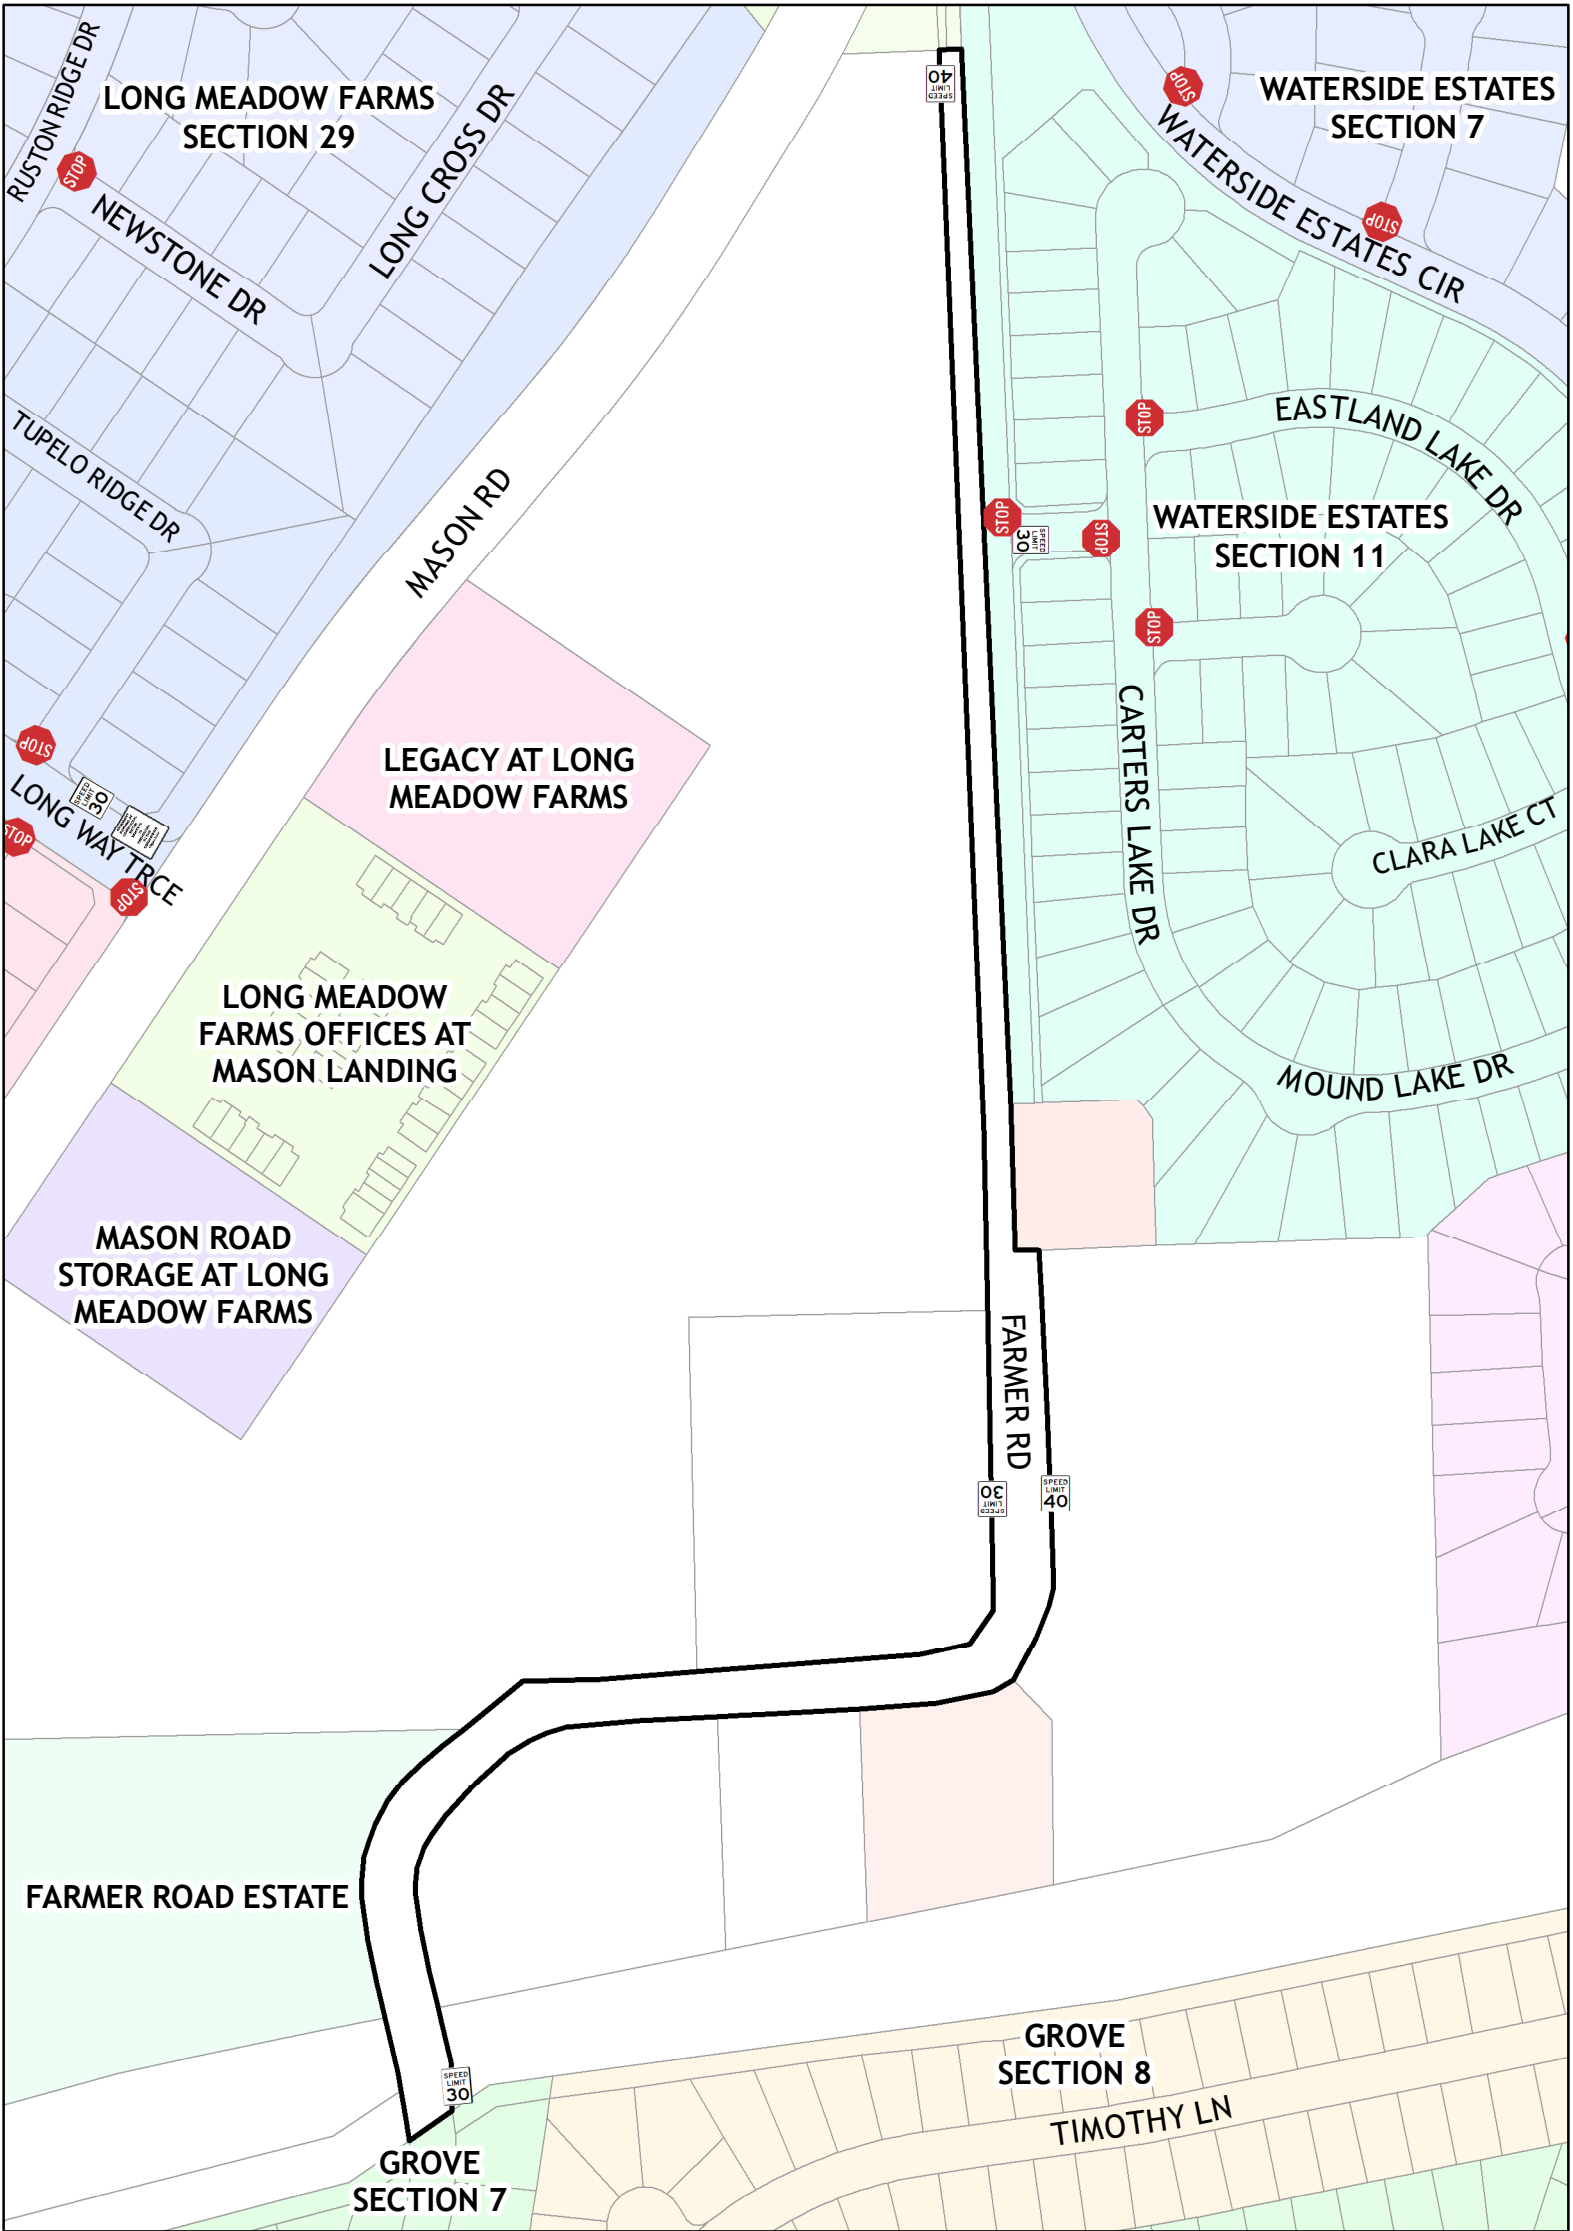 RUSTON RIDGE DR
LONG MEADOW FARMS
SECTION 29
LONG CROSS DR
SPEED
LIMIT
40
STOP
WATERSIDE ESTATES
SECTION 7
STOP
NEWSTONE DR
WATERSIDE ESTATES CIR
STOP
TUPELO RIDGE DR
MASON RD
STOP
EASTLAND LAKE DR
STOP
SPEED
LIMIT
30
STOP
WATERSIDE ESTATES
SECTION 11
STOP
STOP
SPEED
LIMIT
30
LONG WAY TRCE
STOP
STOP
LEGACY AT LONG
MEADOW FARMS
CARTERS LAKE DR
CLARA LAKE CT
LONG MEADOW
FARMS OFFICES AT
MASON LANDING
MOUND LAKE DR
MASON ROAD
STORAGE AT LONG
MEADOW FARMS
FARMER RD
SPEED
LIMIT
30
SPEED
LIMIT
40
FARMER ROAD ESTATE
SPEED
LIMIT
30
GROVE
SECTION 8
TIMOTHY LN
GROVE
SECTION 7